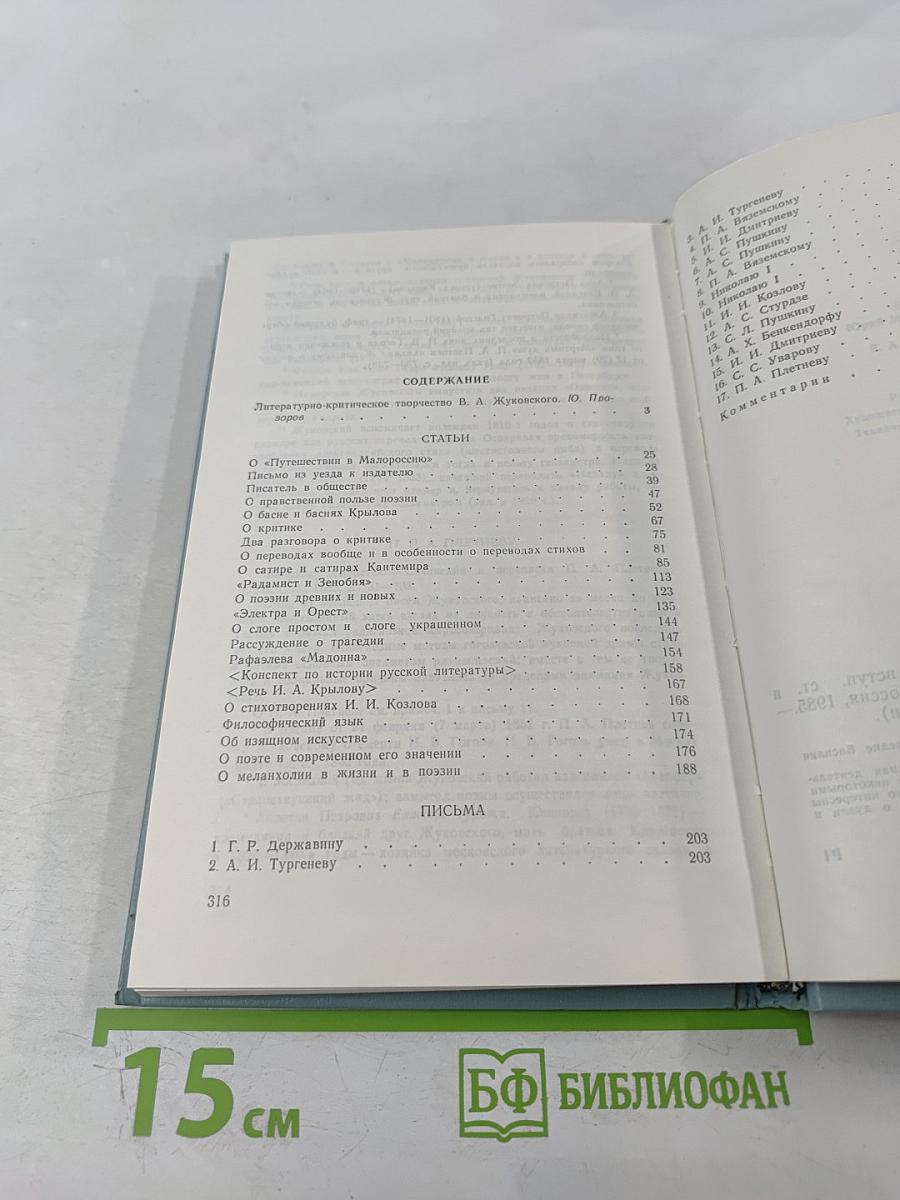 СОДЕРЖАНИЕ
Литературно-критическое творчество В. А. Жуковского. Ю. Про-
зоров . . . . . . . . . . . . . . . 3
СТАТЬИ
О «Путешествии в Малороссию» . . . . . . . . 25
Письмо из уезда к издателю . . . . . . . . . 28
Писатель в обществе . . . . . . . . . . . 39
О нравственной пользе поэзии . . . . . . . . 47
О басне и баснях Крылова . . . . . . . . . 52
О критике . . . . . . . . . . . . . . 67
Два разговора о критике . . . . . . . . . . 75
О переводах вообще и в особенности о переводах стихов . . 81
О сатире и сатирах Кантемира . . . . . . . . 85
«Радамист и Зенобия» . . . . . . . . . . 113
О поэзии древних и новых . . . . . . . . . 123
«Электра и Орест» . . . . . . . . . . . 135
О слоге простом и слоге украшенном . . . . . . 144
Рассуждение о трагедии . . . . . . . . . . 147
Рафаэлева «Мадонна» . . . . . . . . . . 154
<Конспект по истории русской литературы> . . . . . 158
<Речь И. А. Крылову> . . . . . . . . . . 167
О стихотворениях И. И. Козлова . . . . . . . 168
Философический язык . . . . . . . . . . 171
Об изящном искусстве . . . . . . . . . . 174
О поэте и современном его значении . . . . . . 176
О меланхолии в жизни и в поэзии . . . . . . . 188
ПИСЬМА
1. Г. Р. Державину . . . . . . . . . . . 203
2. А. И. Тургеневу . . . . . . . . . . . 203
316
3. А. И. Тургеневу
4. П. А. Вяземскому
5. И. И. Дмитриеву
6. А. С. Пушкину
7. А. С. Пушкину
8. П. А. Вяземскому
9. Николаю I
10. Николаю I
11. И. И. Козлову
12. А. С. Стурдзе
13. С. Л. Пушкину
14. А. Х. Бенкендорфу
15. И. И. Дмитриеву
16. С. С. Уварову
17. П. А. Плетневу
Комментарии
15 см
БФ БИБЛИОФАН